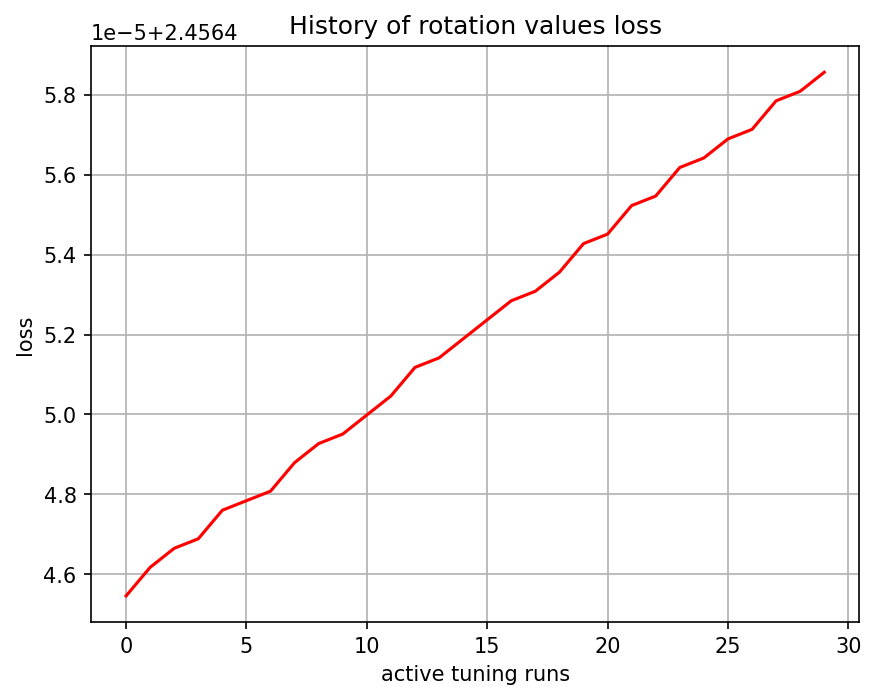 History of rotation values loss
1e−5+2.4564
5.8
5.6
5.4
5.2
5.0
4.8
4.6
loss
0 5 10 15 20 25 30
active tuning runs